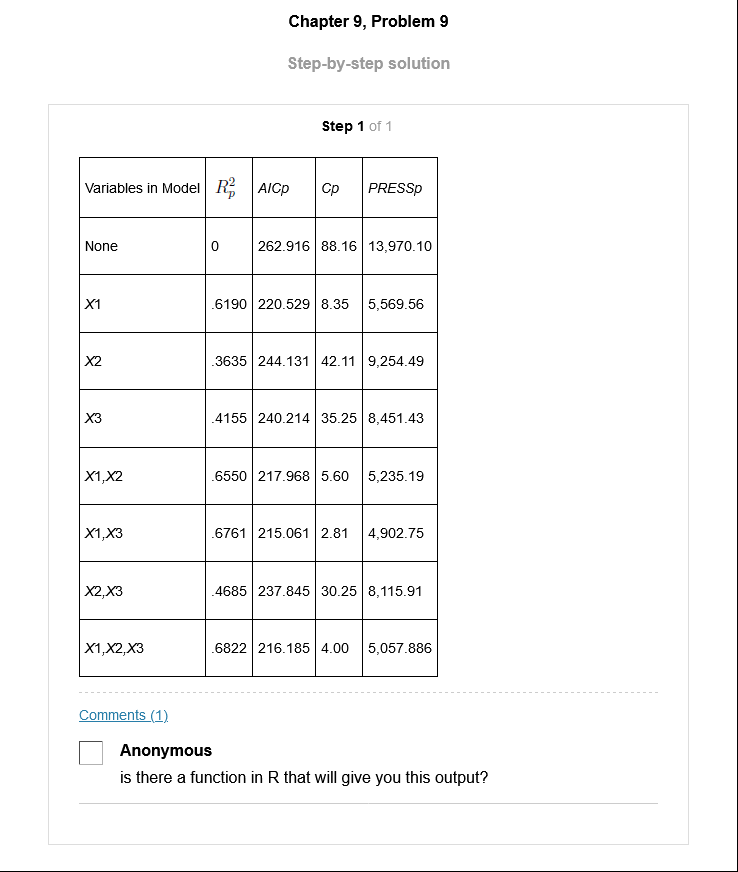 Chapter 9, Problem 9
Step-by-step solution
Step 1 of 1
Variables in Model R²p AICp Cp PRESSp
None 0 262.916 88.16 13,970.10
X1 .6190 220.529 8.35 5,569.56
X2 .3635 244.131 42.11 9,254.49
X3 .4155 240.214 35.25 8,451.43
X1,X2 .6550 217.968 5.60 5,235.19
X1,X3 .6761 215.061 2.81 4,902.75
X2,X3 .4685 237.845 30.25 8,115.91
X1,X2,X3 .6822 216.185 4.00 5,057.886
Comments (1)
Anonymous
is there a function in R that will give you this output?